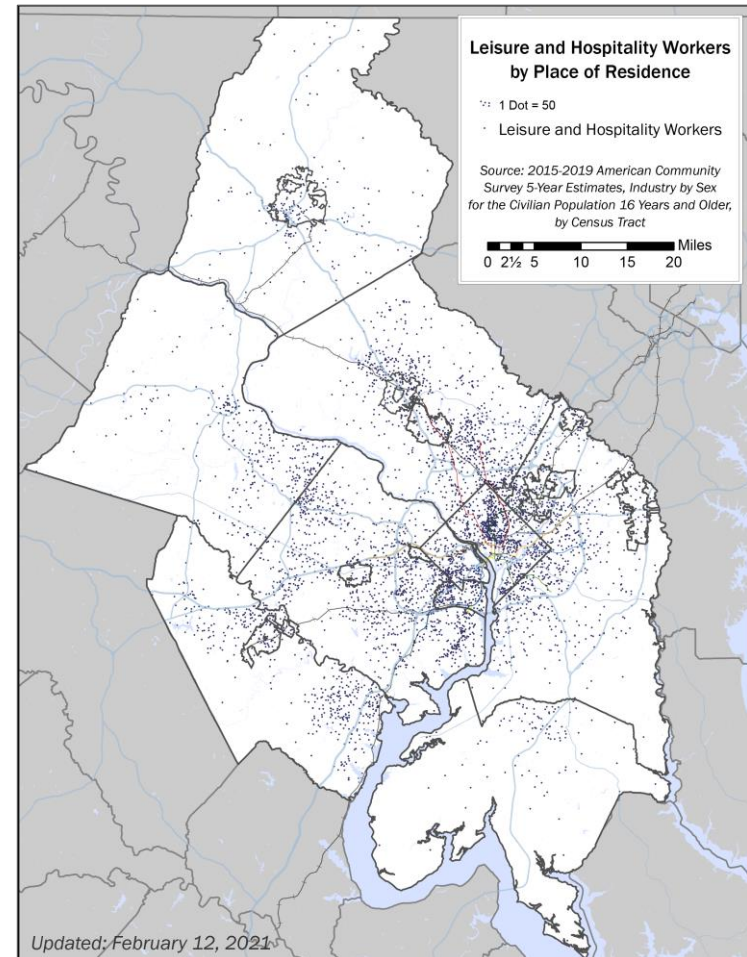 Leisure and Hospitality Workers
by Place of Residence
1 Dot = 50
Leisure and Hospitality Workers
Source: 2015-2019 American Community
Survey 5-Year Estimates, Industry by Sex
for the Civilian Population 16 Years and Older,
by Census Tract
Miles
0 2½ 5 10 15 20
Updated: February 12, 2021